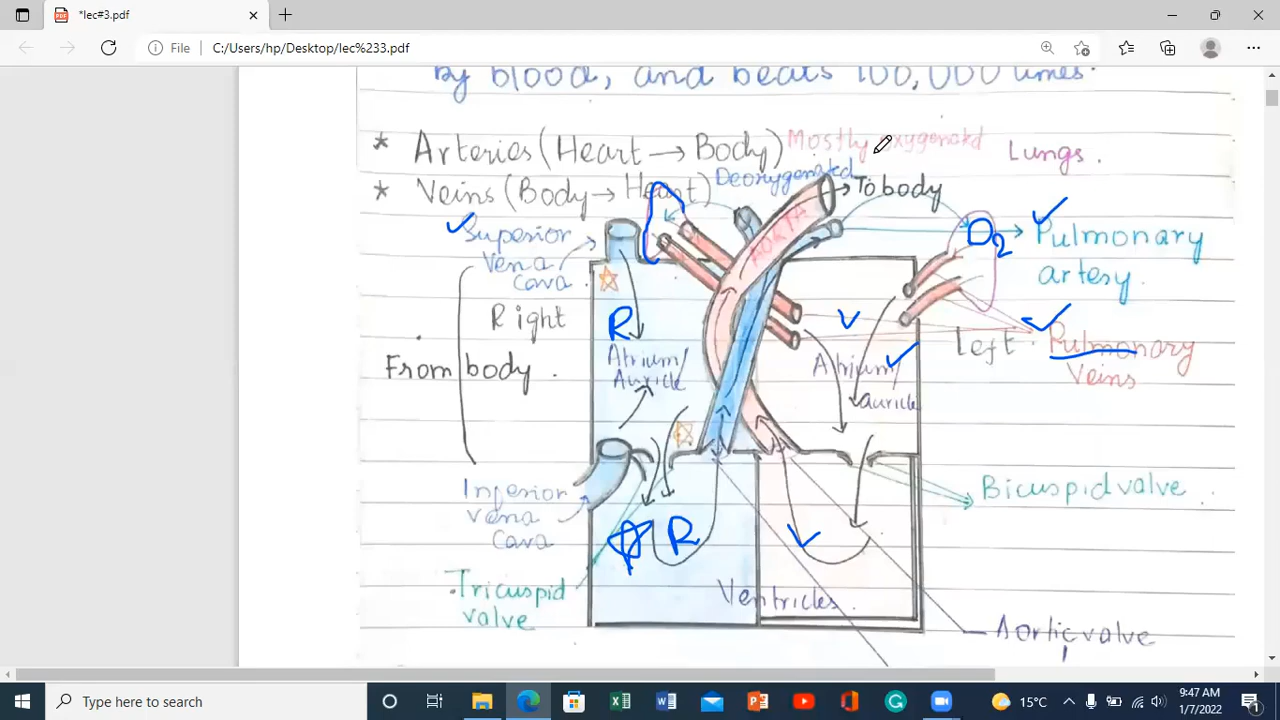 *lec#3.pdf
File
C:/Users/hp/Desktop/lec%233.pdf
by blood, and beats 100,000 times.
* Arteries (Heart → Body) Mostly oxygenatd
Lungs.
* Veins (Body → Heart) Deoxygenated
→ To body
Superior
Vena
Cava
AORTA
O2
Pulmonary
artesy.
Right
R
Left
Pulmonary
Veins
From body.
Atrium/
Auricle
Atrium/
auricle
Inferior
Vena
Cava
Bicuspid valve
R
Tricuspid
valve
Ventricles.
Aortic valve
Type here to search
15°C
9:47 AM
1/7/2022